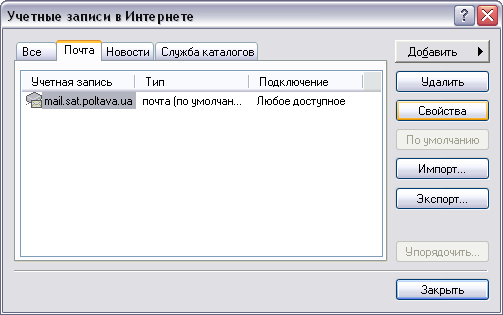 Учетные записи в Интернете
Все Почта Новости Служба каталогов
Добавить
Удалить
Свойства
По умолчанию
Импорт...
Экспорт...
Упорядочить...
Закрыть
Учетная запись Тип Подключение
mail.sat.poltava.ua почта (по умолчан... Любое доступное